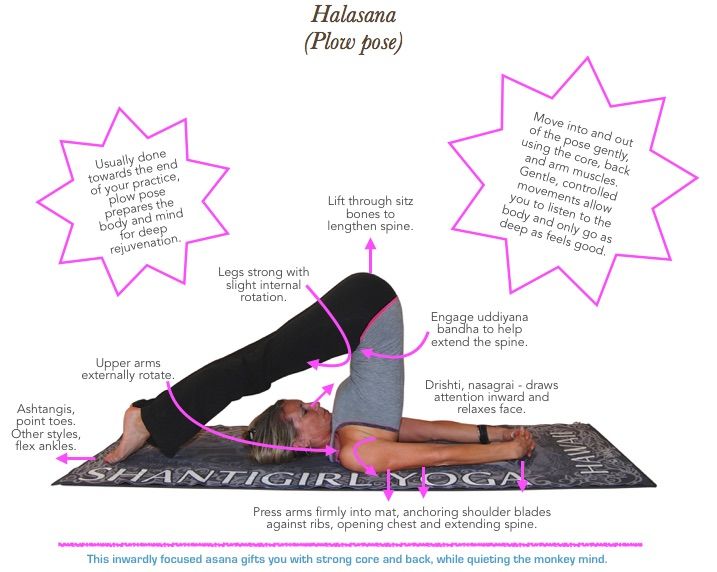 Halasana
(Plow pose)
Usually done
towards the end
of your practice,
plow pose
prepares the
body and mind
for deep
rejuvenation.
Move into and out
of the pose gently,
using the core, back
and arm muscles.
Gentle, controlled
movements allow
you to listen to the
body and only go as
deep as feels good.
Lift through sitz
bones to
lengthen spine.
Legs strong with
slight internal
rotation.
Engage uddiyana
bandha to help
extend the spine.
Upper arms
externally rotate.
Drishti, nasagrai - draws
attention inward and
relaxes face.
Ashtangis,
point toes.
Other styles,
flex ankles.
SHANTIGIRL YOGA
HAWAII
Press arms firmly into mat, anchoring shoulder blades
against ribs, opening chest and extending spine.
This inwardly focused asana gifts you with strong core and back, while quieting the monkey mind.